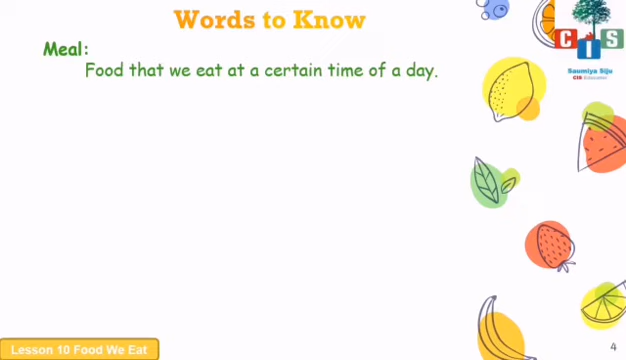 Words to Know
CIS
Meal:
Food that we eat at a certain time of a day.
Saumiya Siju
CIS Educator
Lesson 10 Food We Eat
4